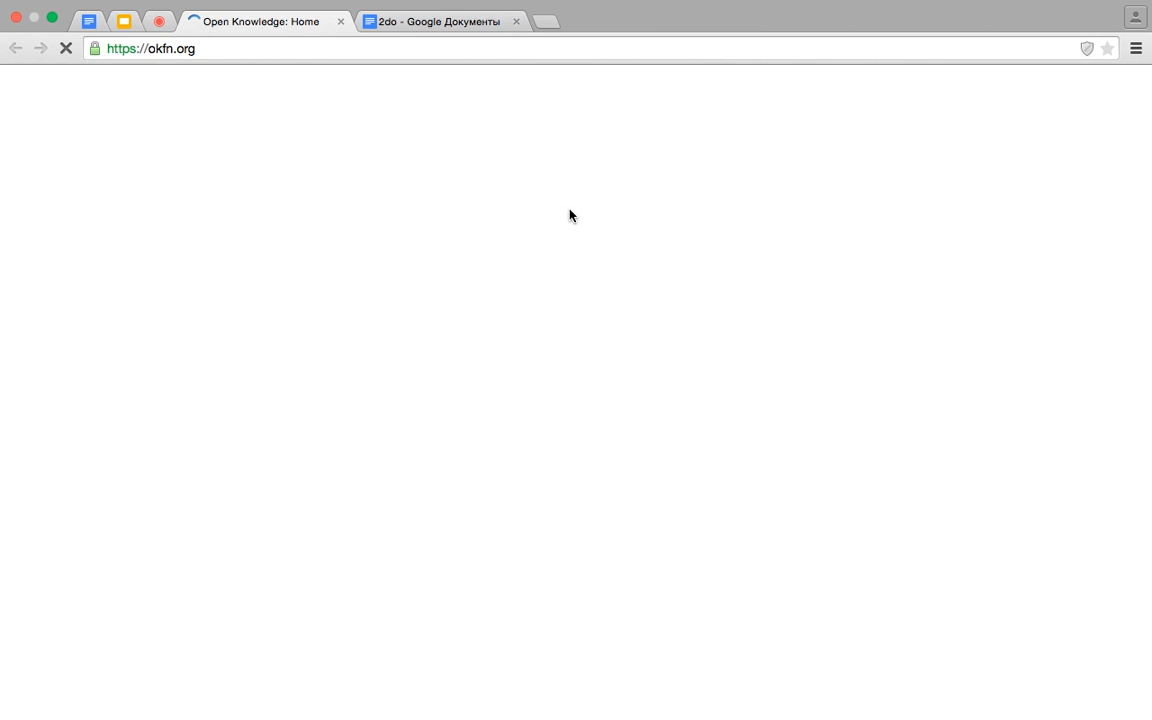 Open Knowledge: Home
2do - Google Документы
https://okfn.org